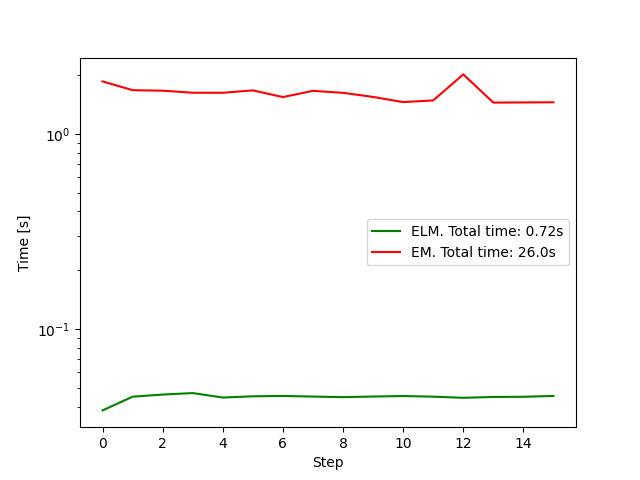 10⁰
10⁻¹
Time [s]
ELM. Total time: 0.72s
EM. Total time: 26.0s
0 2 4 6 8 10 12 14
Step